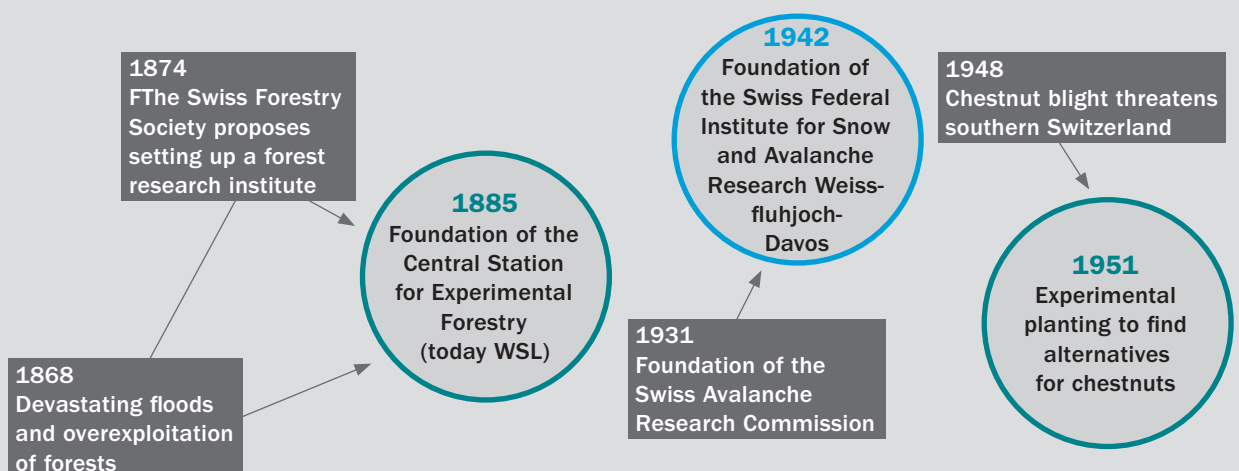 1874
FThe Swiss Forestry
Society proposes
setting up a forest
research institute
1868
Devastating floods
and overexploitation
of forests
1885
Foundation of the
Central Station
for Experimental
Forestry
(today WSL)
1942
Foundation of
the Swiss Federal
Institute for Snow
and Avalanche
Research Weiss-
fluhjoch-
Davos
1931
Foundation of the
Swiss Avalanche
Research Commission
1948
Chestnut blight threatens
southern Switzerland
1951
Experimental
planting to find
alternatives
for chestnuts